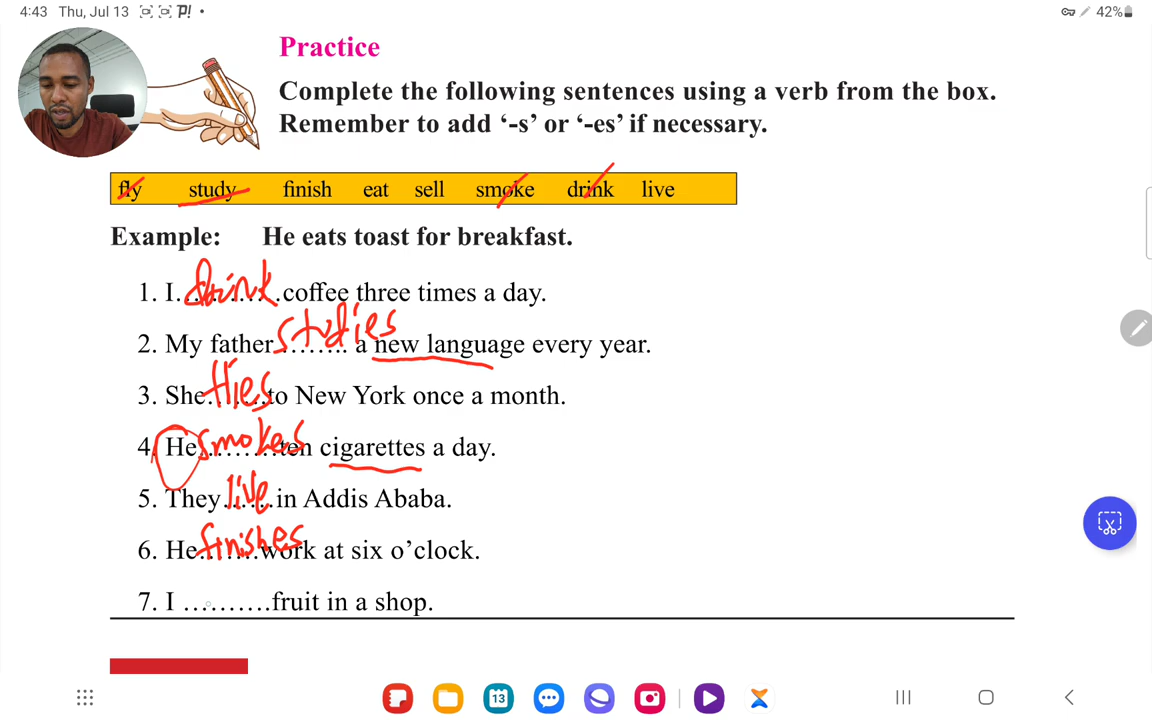 4:43 Thu, Jul 13 P! • 42%
Practice
Complete the following sentences using a verb from the box.
Remember to add ‘-s’ or ‘-es’ if necessary.
fly study finish eat sell smoke drink live
Example: He eats toast for breakfast.
1. I drink ..........coffee three times a day.
2. My father studies ........ a new language every year.
3. She flies ........to New York once a month.
4. He smokes ..........ten cigarettes a day.
5. They live .......in Addis Ababa.
6. He finishes ........work at six o’clock.
7. I ..........fruit in a shop.
13